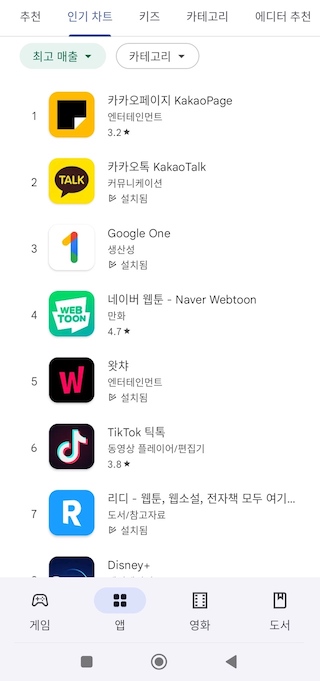 추천 인기 차트 키즈 카테고리 에디터 추천
최고 매출 카테고리
1
카카오페이지 KakaoPage
엔터테인먼트
3.2★
2
TALK
카카오톡 KakaoTalk
커뮤니케이션
설치됨
3
Google One
생산성
설치됨
4
WEB
TOON
네이버 웹툰 - Naver Webtoon
만화
4.7★
5
W
왓챠
엔터테인먼트
설치됨
6
TikTok 틱톡
동영상 플레이어/편집기
3.8★
7
R
리디 - 웹툰, 웹소설, 전자책 모두 여기...
도서/참고자료
설치됨
Disney+
게임 앱 영화 도서